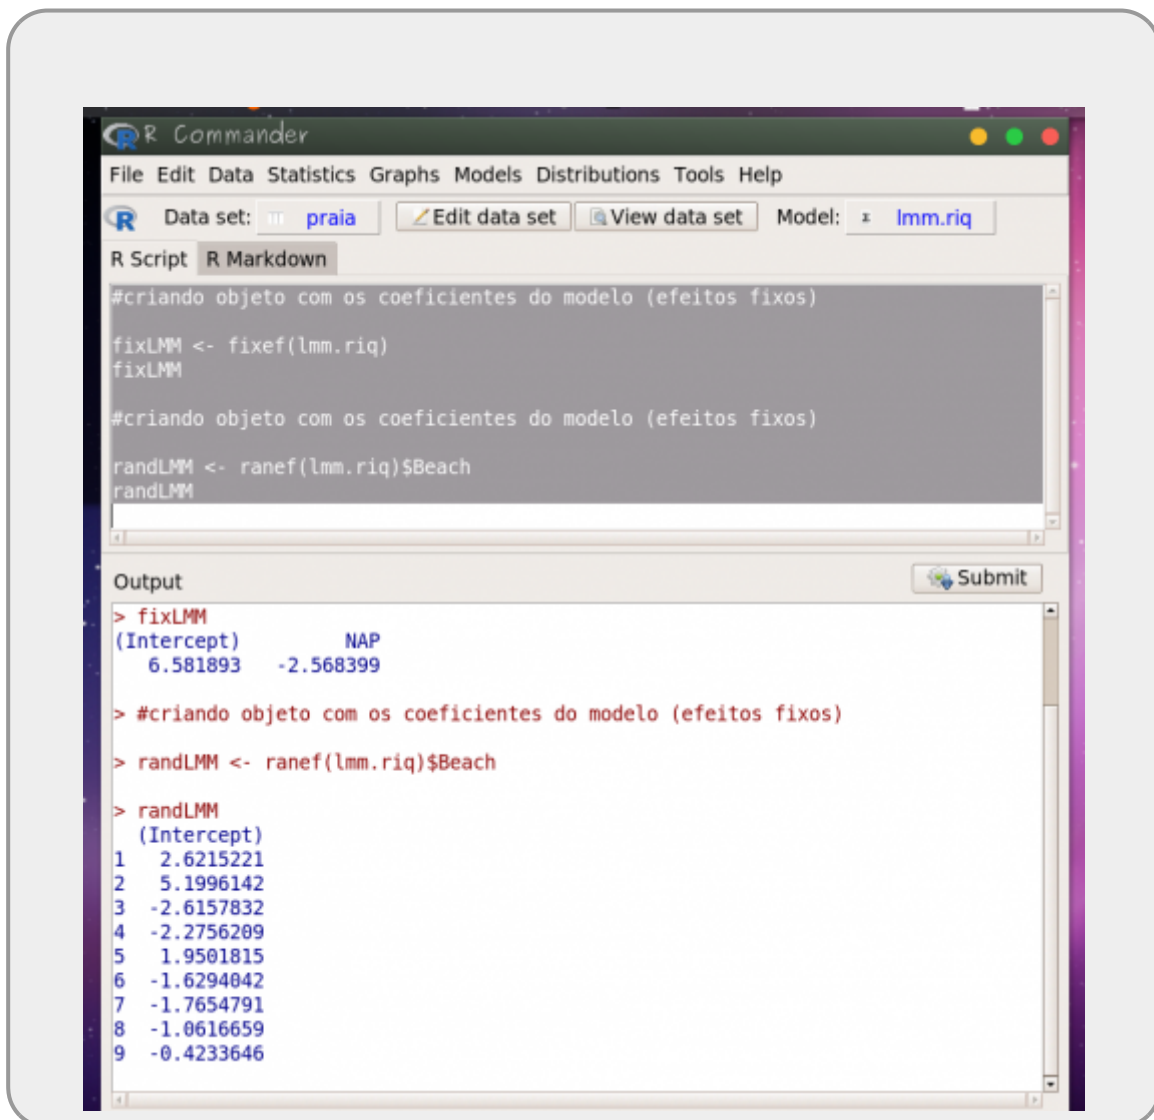 R Commander
File Edit Data Statistics Graphs Models Distributions Tools Help
Data set: praia Edit data set View data set Model: Σ lmm.riq
R Script R Markdown
#criando objeto com os coeficientes do modelo (efeitos fixos)
fixLMM <- fixef(lmm.riq)
fixLMM
#criando objeto com os coeficientes do modelo (efeitos fixos)
randLMM <- ranef(lmm.riq)$Beach
randLMM
Output Submit
> fixLMM
(Intercept) NAP
6.581893 -2.568399
> #criando objeto com os coeficientes do modelo (efeitos fixos)
> randLMM <- ranef(lmm.riq)$Beach
> randLMM
(Intercept)
1 2.6215221
2 5.1996142
3 -2.6157832
4 -2.2756209
5 1.9501815
6 -1.6294042
7 -1.7654791
8 -1.0616659
9 -0.4233646